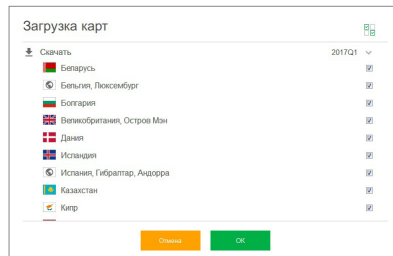 Загрузка карт
Скачать 2017Q1
Беларусь
Бельгия, Люксембург
Болгария
Великобритания, Остров Мэн
Дания
Исландия
Испания, Гибралтар, Андорра
Казахстан
Кипр
Отмена OK